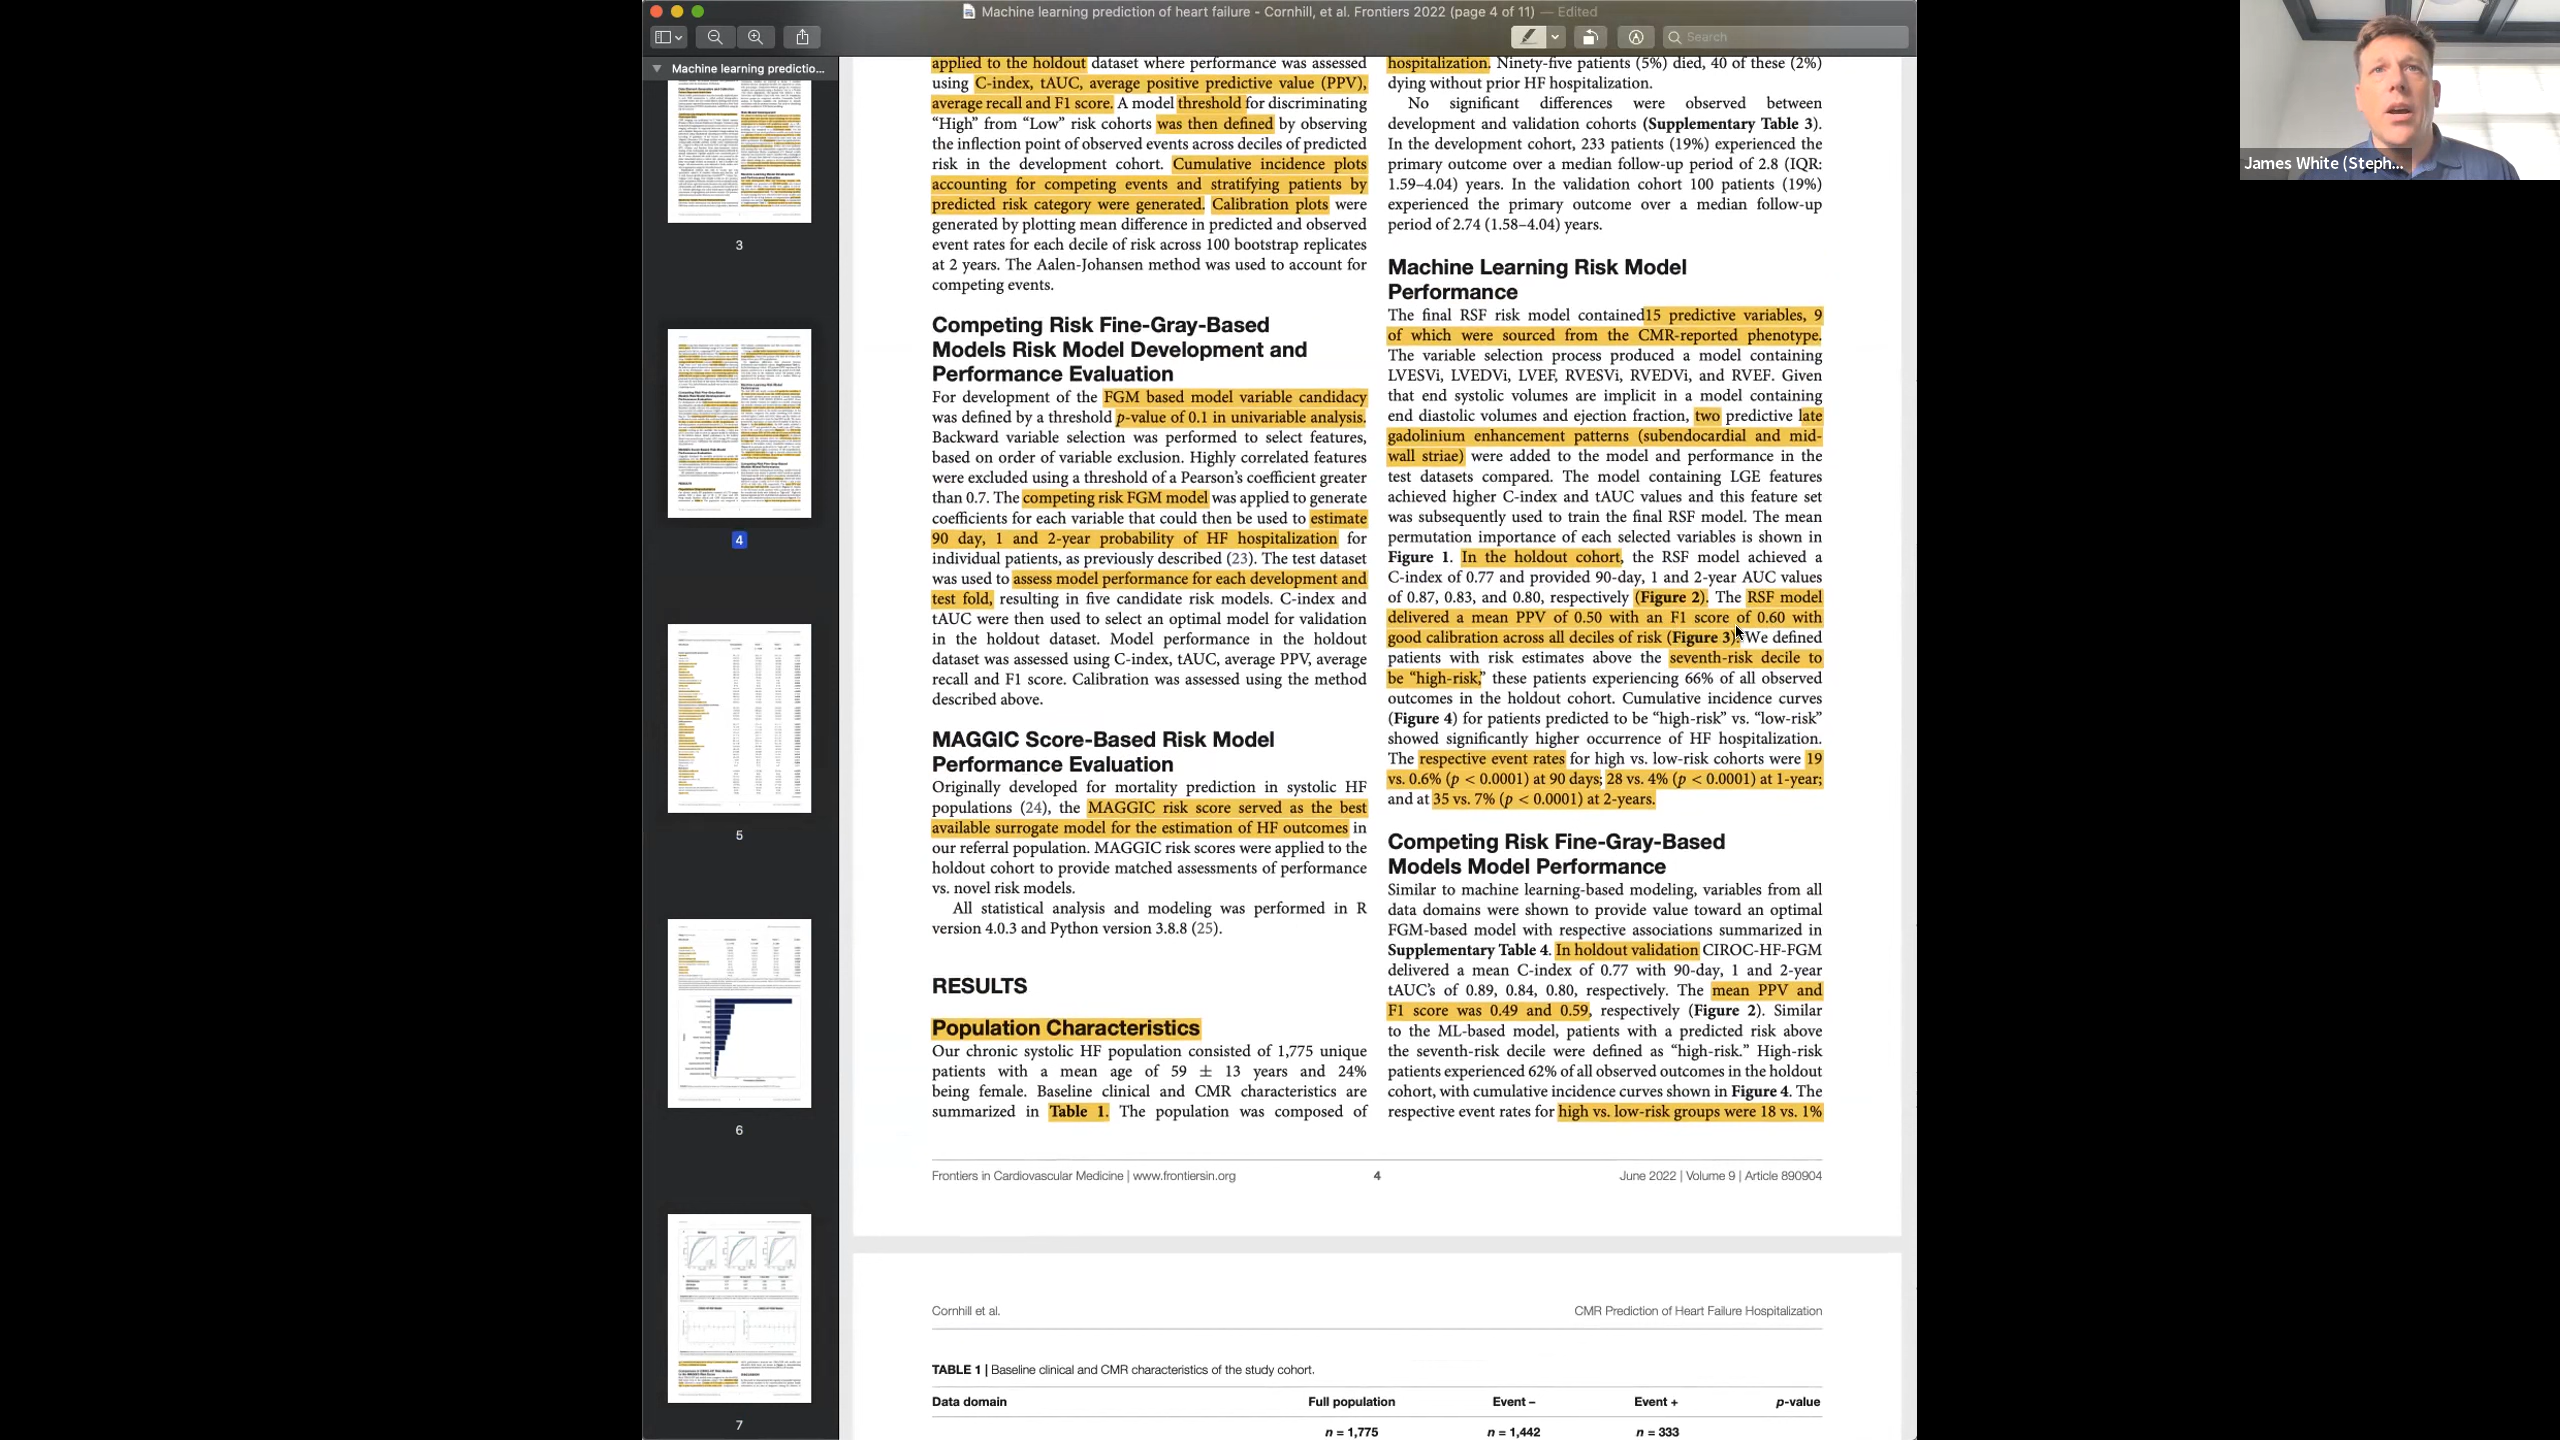 Machine learning prediction of heart failure - Cornhill, et al. Frontiers 2022 (page 4 of 11) — Edited
Search
Machine learning predictio...
3
4
5
6
7
James White (Steph...
applied to the holdout dataset where performance was assessed
using C-index, tAUC, average positive predictive value (PPV),
average recall and F1 score. A model threshold for discriminating
“High” from “Low” risk cohorts was then defined by observing
the inflection point of observed events across deciles of predicted
risk in the development cohort. Cumulative incidence plots
accounting for competing events and stratifying patients by
predicted risk category were generated. Calibration plots were
generated by plotting mean difference in predicted and observed
event rates for each decile of risk across 100 bootstrap replicates
at 2 years. The Aalen-Johansen method was used to account for
competing events.
Competing Risk Fine-Gray-Based
Models Risk Model Development and
Performance Evaluation
For development of the FGM based model variable candidacy
was defined by a threshold p-value of 0.1 in univariable analysis.
Backward variable selection was performed to select features,
based on order of variable exclusion. Highly correlated features
were excluded using a threshold of a Pearson’s coefficient greater
than 0.7. The competing risk FGM model was applied to generate
coefficients for each variable that could then be used to estimate
90 day, 1 and 2-year probability of HF hospitalization for
individual patients, as previously described (23). The test dataset
was used to assess model performance for each development and
test fold, resulting in five candidate risk models. C-index and
tAUC were then used to select an optimal model for validation
in the holdout dataset. Model performance in the holdout
dataset was assessed using C-index, tAUC, average PPV, average
recall and F1 score. Calibration was assessed using the method
described above.
MAGGIC Score-Based Risk Model
Performance Evaluation
Originally developed for mortality prediction in systolic HF
populations (24), the MAGGIC risk score served as the best
available surrogate model for the estimation of HF outcomes in
our referral population. MAGGIC risk scores were applied to the
holdout cohort to provide matched assessments of performance
vs. novel risk models.
All statistical analysis and modeling was performed in R
version 4.0.3 and Python version 3.8.8 (25).
RESULTS
Population Characteristics
Our chronic systolic HF population consisted of 1,775 unique
patients with a mean age of 59 ± 13 years and 24%
being female. Baseline clinical and CMR characteristics are
summarized in Table 1. The population was composed of
hospitalization. Ninety-five patients (5%) died, 40 of these (2%)
dying without prior HF hospitalization.
No significant differences were observed between
development and validation cohorts (Supplementary Table 3).
In the development cohort, 233 patients (19%) experienced the
primary outcome over a median follow-up period of 2.8 (IQR:
1.59–4.04) years. In the validation cohort 100 patients (19%)
experienced the primary outcome over a median follow-up
period of 2.74 (1.58–4.04) years.
Machine Learning Risk Model
Performance
The final RSF risk model contained 15 predictive variables, 9
of which were sourced from the CMR-reported phenotype.
The variable selection process produced a model containing
LVESVi, LVEDVi, LVEF, RVESVi, RVEDVi, and RVEF. Given
that end systolic volumes are implicit in a model containing
end diastolic volumes and ejection fraction, two predictive late
gadolinium enhancement patterns (subendocardial and mid-
wall striae) were added to the model and performance in the
test datasets compared. The model containing LGE features
achieved higher C-index and tAUC values and this feature set
was subsequently used to train the final RSF model. The mean
permutation importance of each selected variables is shown in
Figure 1. In the holdout cohort, the RSF model achieved a
C-index of 0.77 and provided 90-day, 1 and 2-year AUC values
of 0.87, 0.83, and 0.80, respectively (Figure 2). The RSF model
delivered a mean PPV of 0.50 with an F1 score of 0.60 with
good calibration across all deciles of risk (Figure 3). We defined
patients with risk estimates above the seventh-risk decile to
be “high-risk,” these patients experiencing 66% of all observed
outcomes in the holdout cohort. Cumulative incidence curves
(Figure 4) for patients predicted to be “high-risk” vs. “low-risk”
showed significantly higher occurrence of HF hospitalization.
The respective event rates for high vs. low-risk cohorts were 19
vs. 0.6% (p < 0.0001) at 90 days; 28 vs. 4% (p < 0.0001) at 1-year;
and at 35 vs. 7% (p < 0.0001) at 2-years.
Competing Risk Fine-Gray-Based
Models Model Performance
Similar to machine learning-based modeling, variables from all
data domains were shown to provide value toward an optimal
FGM-based model with respective associations summarized in
Supplementary Table 4. In holdout validation CIROC-HF-FGM
delivered a mean C-index of 0.77 with 90-day, 1 and 2-year
tAUC’s of 0.89, 0.84, 0.80, respectively. The mean PPV and
F1 score was 0.49 and 0.59, respectively (Figure 2). Similar
to the ML-based model, patients with a predicted risk above
the seventh-risk decile were defined as “high-risk.” High-risk
patients experienced 62% of all observed outcomes in the holdout
cohort, with cumulative incidence curves shown in Figure 4. The
respective event rates for high vs. low-risk groups were 18 vs. 1%
Frontiers in Cardiovascular Medicine | www.frontiersin.org
4
June 2022 | Volume 9 | Article 890904
Cornhill et al.
CMR Prediction of Heart Failure Hospitalization
TABLE 1 | Baseline clinical and CMR characteristics of the study cohort.
Data domain Full population Event – Event + p-value
n = 1,775 n = 1,442 n = 333